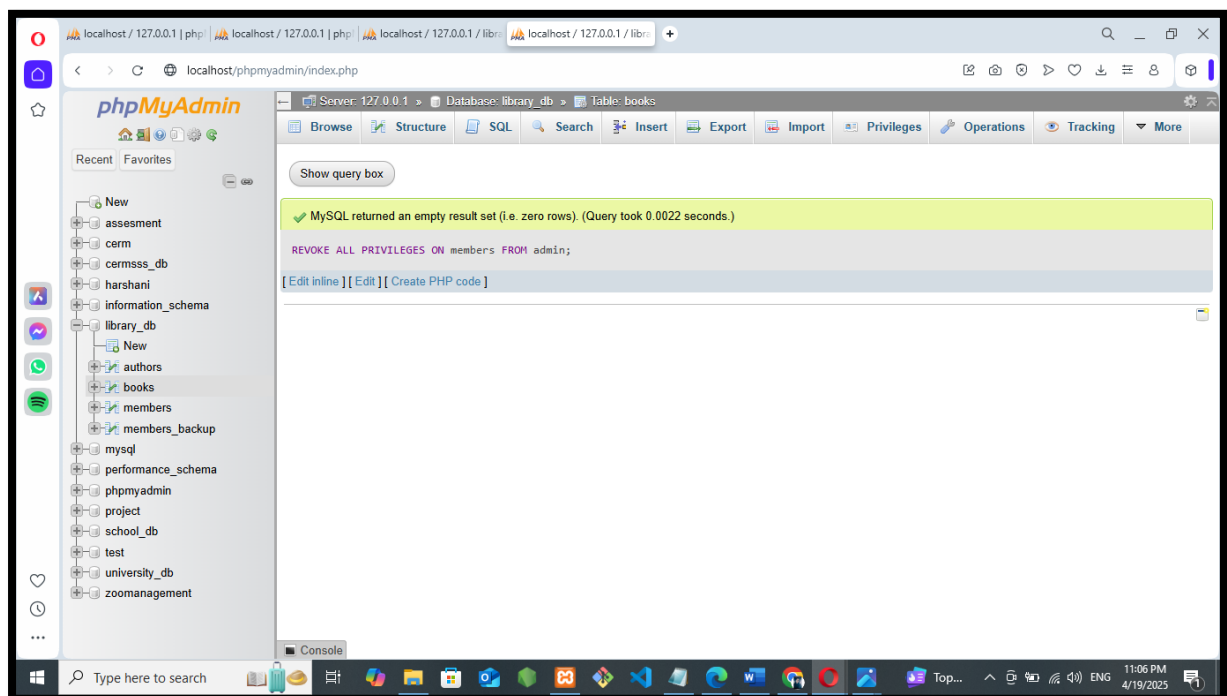 localhost / 127.0.0.1 | php
localhost / 127.0.0.1 | php
localhost / 127.0.0.1 / libra
localhost / 127.0.0.1 / libra
localhost/phpmyadmin/index.php
phpMyAdmin
Recent Favorites
New
assesment
cerm
cermsss_db
harshani
information_schema
library_db
New
authors
books
members
members_backup
mysql
performance_schema
phpmyadmin
project
school_db
test
university_db
zoomanagement
Server: 127.0.0.1 » Database: library_db » Table: books
Browse Structure SQL Search Insert Export Import Privileges Operations Tracking More
Show query box
MySQL returned an empty result set (i.e. zero rows). (Query took 0.0022 seconds.)
REVOKE ALL PRIVILEGES ON members FROM admin;
[ Edit inline ] [ Edit ] [ Create PHP code ]
Console
Type here to search
Top...
ENG
11:06 PM
4/19/2025
1